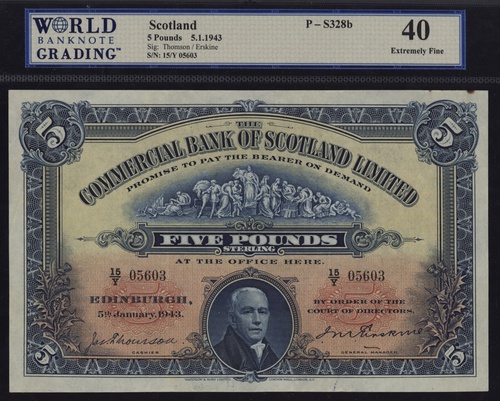 WORLD
BANKNOTE
GRADING™
Scotland
5 Pounds 5.1.1943
Sig: Thomson / Erskine
S/N: 15/Y 05603
P – S328b
40
Extremely Fine
5
5
THE
COMMERCIAL BANK OF SCOTLAND LIMITED
PROMISE TO PAY THE BEARER ON DEMAND
FIVE POUNDS
STERLING
AT THE OFFICE HERE.
15/Y 05603
15/Y 05603
EDINBURGH,
5th January, 1943.
BY ORDER OF THE
COURT OF DIRECTORS.
CASHIER
GENERAL MANAGER
5
5